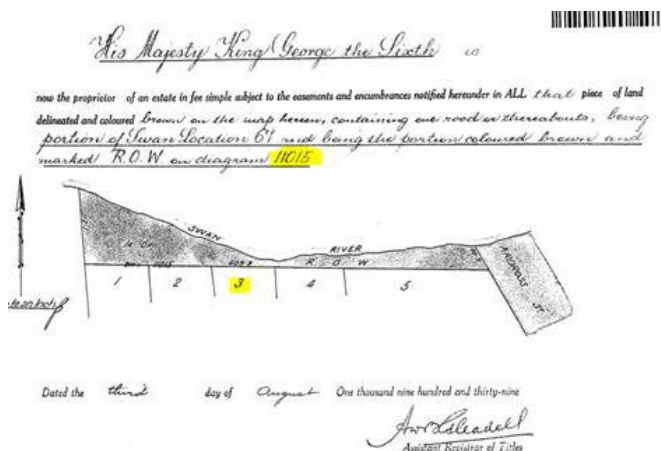 His Majesty King George the Sixth is
now the proprietor of an estate in fee simple subject to the easements and encumbrances notified hereunder in ALL that piece of land
delineated and coloured brown on the map hereon, containing one rood or thereabouts, being
portion of Swan Location 61 and being the portion coloured brown and
marked R.O.W on diagram 11015
SWAN RIVER
R O W
ARDROSS ST
1 2 3 4 5
Dated the third day of August One thousand nine hundred and thirty-nine
Assistant Registrar of Titles